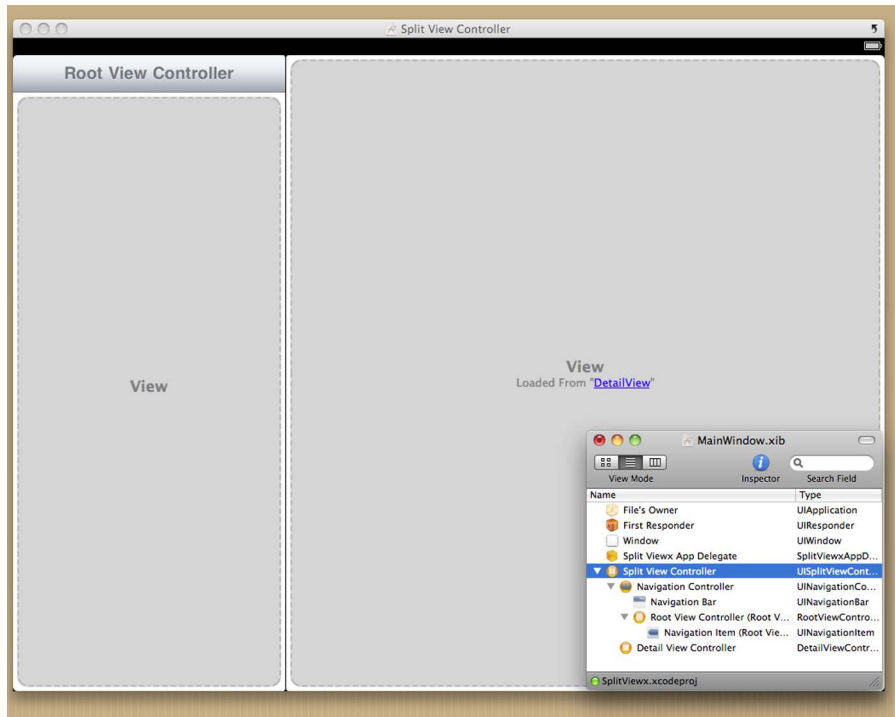 Split View Controller
Root View Controller
View
View
Loaded From "DetailView"
MainWindow.xib
View Mode Inspector Search Field
Name Type
File's Owner UIApplication
First Responder UIResponder
Window UIWindow
Split Viewx App Delegate SplitViewxAppD...
Split View Controller UISplitViewCont...
Navigation Controller UINavigationCo...
Navigation Bar UINavigationBar
Root View Controller (Root V... RootViewContro...
Navigation Item (Root Vie... UINavigationItem
Detail View Controller DetailViewContr...
SplitViewx.xcodeproj